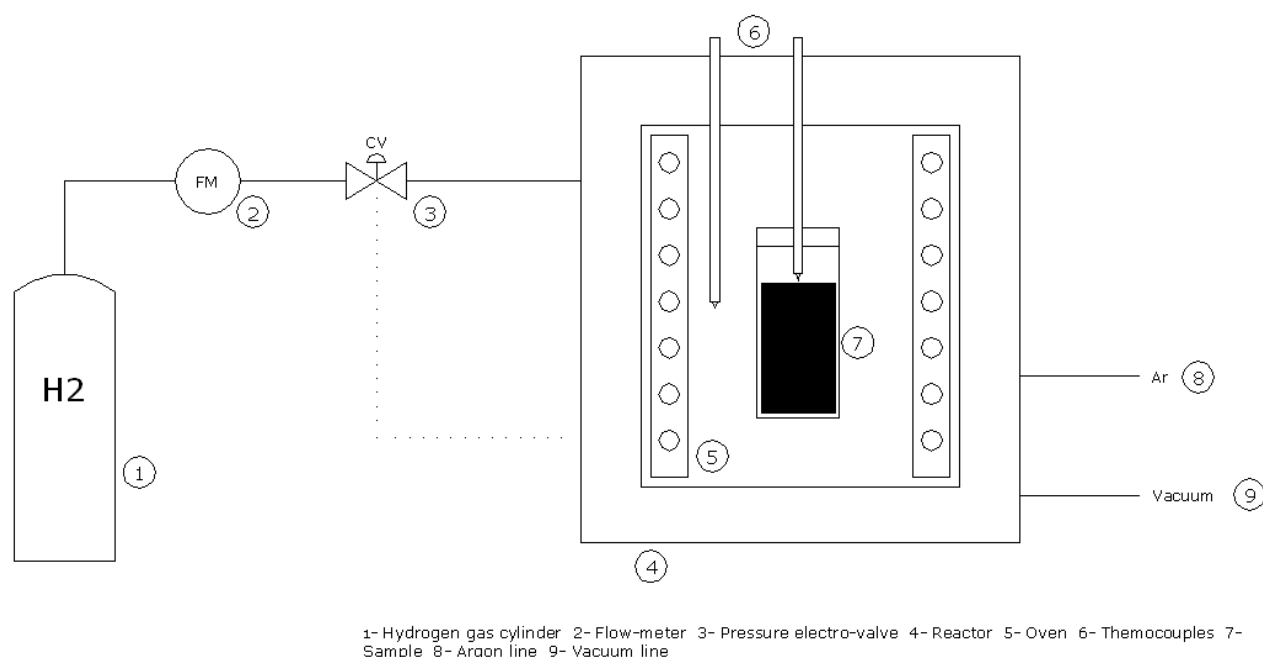 6
CV
FM
2
3
H2
7
Ar 8
5
1
Vacuum 9
4
1- Hydrogen gas cylinder 2- Flow-meter 3- Pressure electro-valve 4- Reactor 5- Oven 6- Themocouples 7-
Sample 8- Argon line 9- Vacuum line